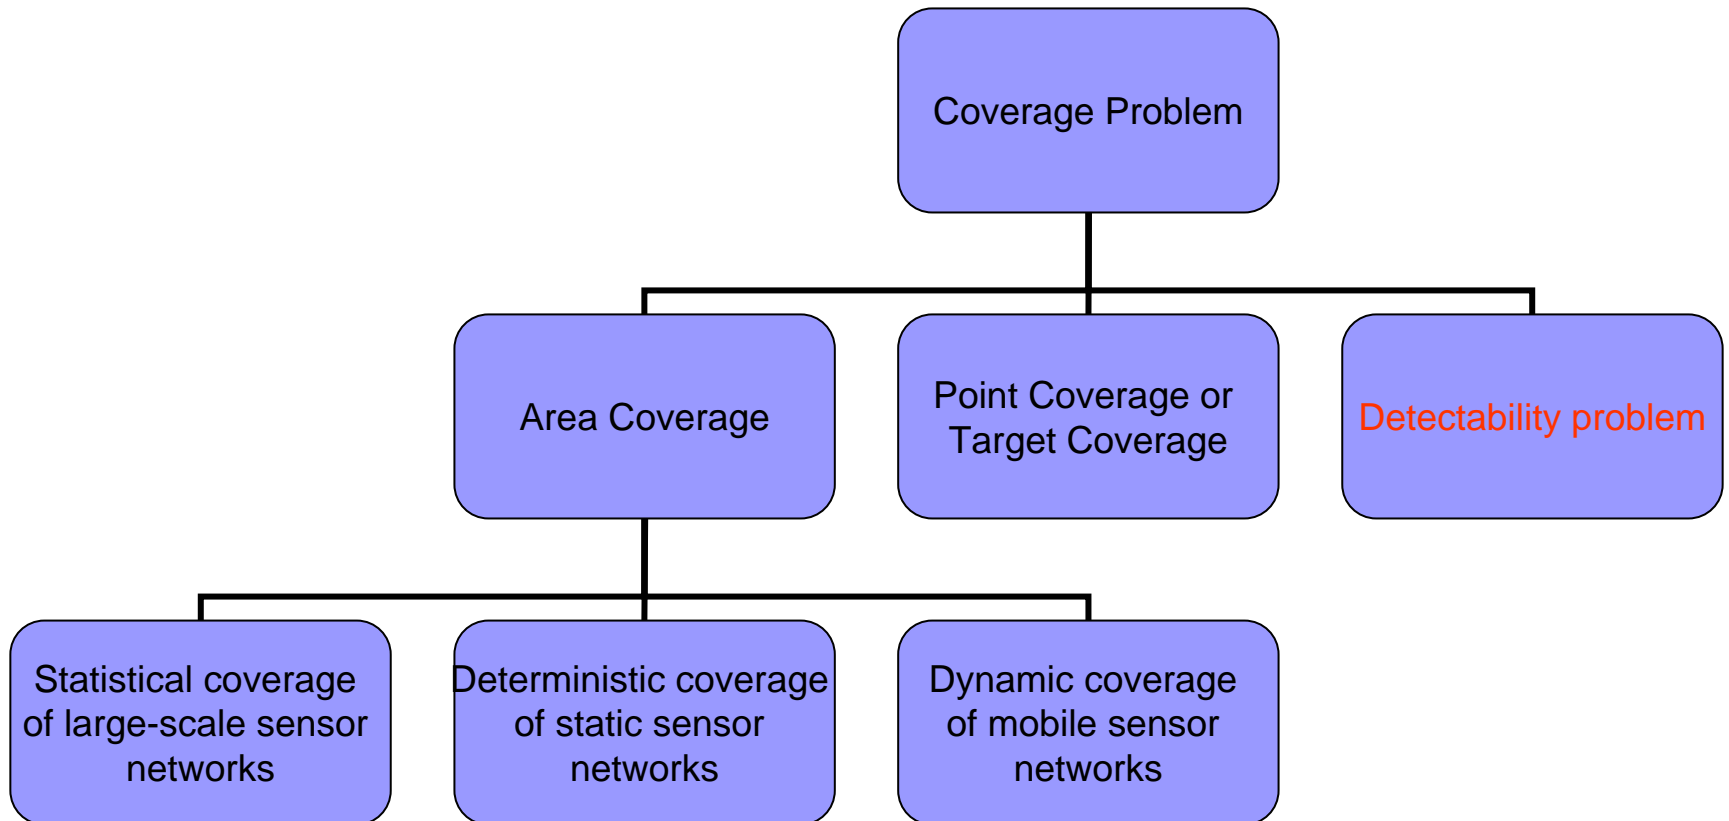 Coverage Problem
Area Coverage
Point Coverage or
Target Coverage
Detectability problem
Statistical coverage
of large-scale sensor
networks
Deterministic coverage
of static sensor
networks
Dynamic coverage
of mobile sensor
networks